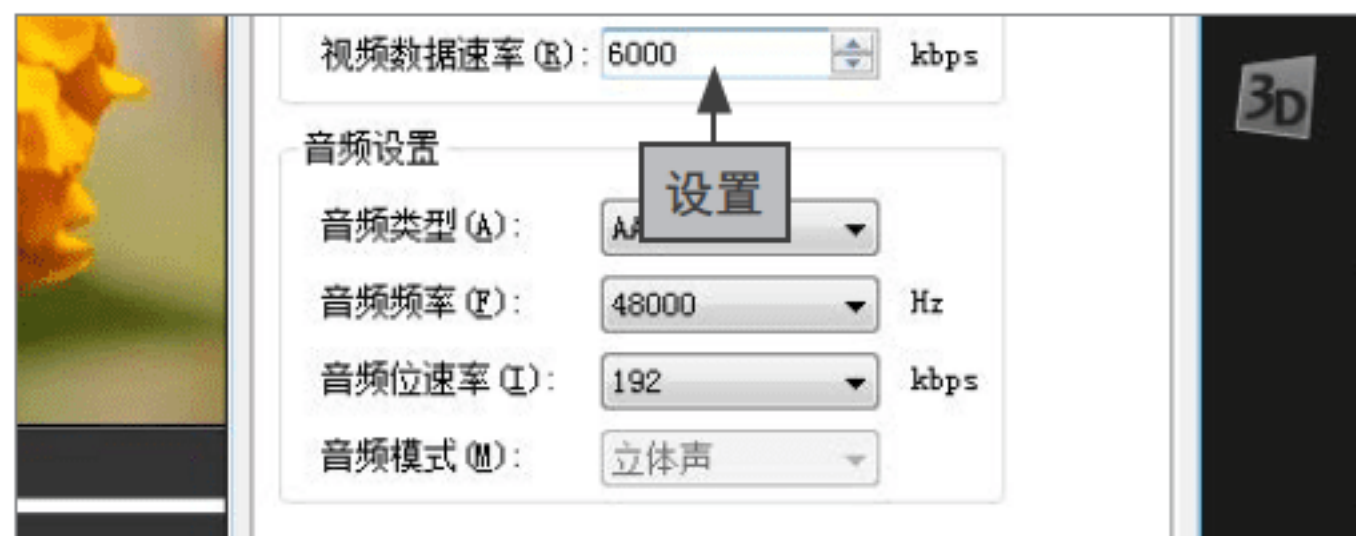 视频数据速率(R): 6000 kbps
音频设置
设置
音频类型(A):
音频频率(F): 48000 Hz
音频位速率(I): 192 kbps
音频模式(M): 立体声
3D